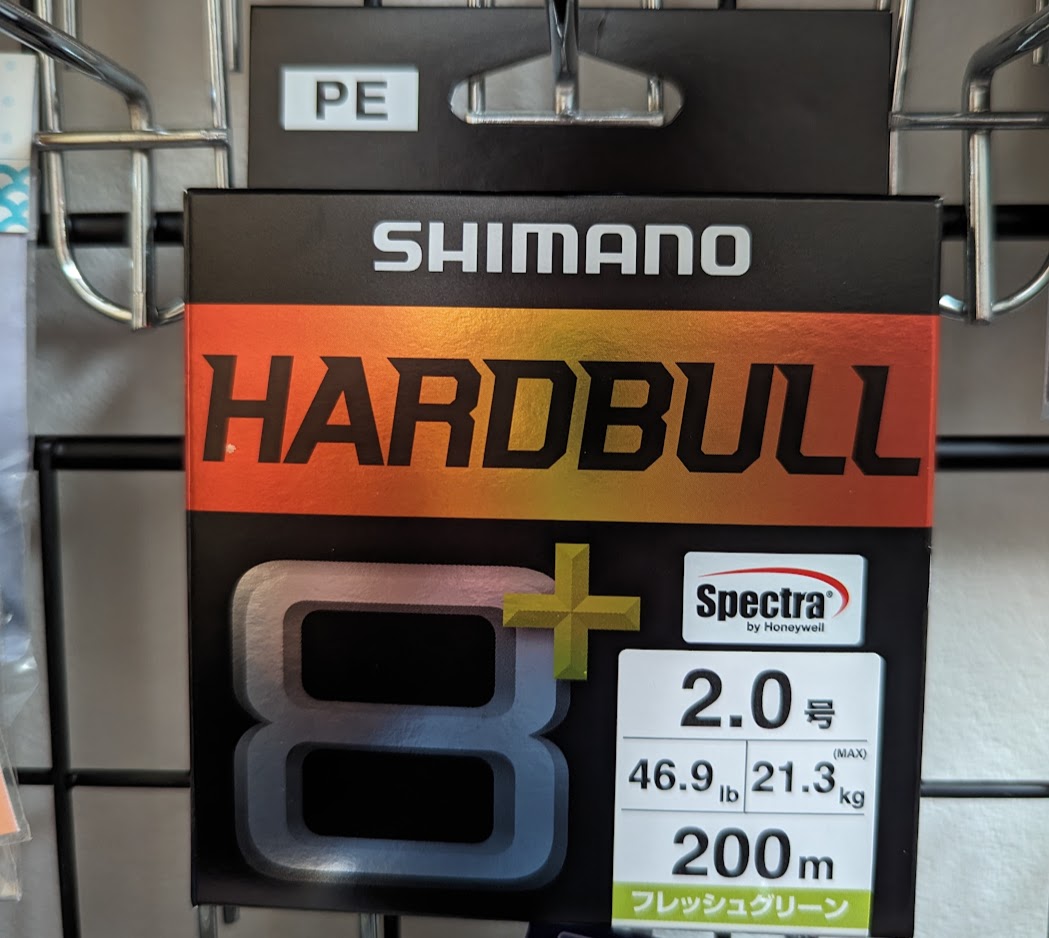 PE
SHIMANO
HARDBULL
8+
Spectra®
by Honeywell
2.0号
(MAX)
46.9lb 21.3kg
200m
フレッシュグリーン